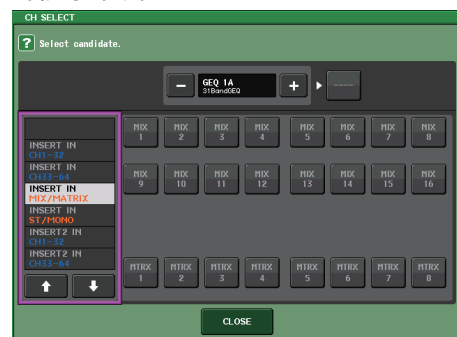 CH SELECT
? Select candidate.
− GEQ 1A +
31BandGEQ
INSERT IN
CH1-32
INSERT IN
CH33-64
INSERT IN
MIX/MATRIX
INSERT IN
ST/MONO
INSERT2 IN
CH1-32
INSERT2 IN
CH33-64
MIX 1 MIX 2 MIX 3 MIX 4 MIX 5 MIX 6 MIX 7 MIX 8
MIX 9 MIX 10 MIX 11 MIX 12 MIX 13 MIX 14 MIX 15 MIX 16
MTRX 1 MTRX 2 MTRX 3 MTRX 4 MTRX 5 MTRX 6 MTRX 7 MTRX 8
CLOSE